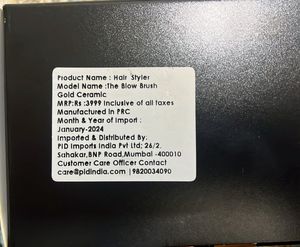 Product Name : Hair Styler
Model Name :The Blow Brush
Gold Ceramic
MRP:Rs :3999 Inclusive of all taxes
Manufactured in PRC
Month & Year of Import :
January-2024
Imported & Distributed By:
PID Imports India Pvt Ltd; 26/2.
Sahakar,BNP Road,Mumbai -400010
Customer Care Officer Contact
care@pidindia.com |9820034090